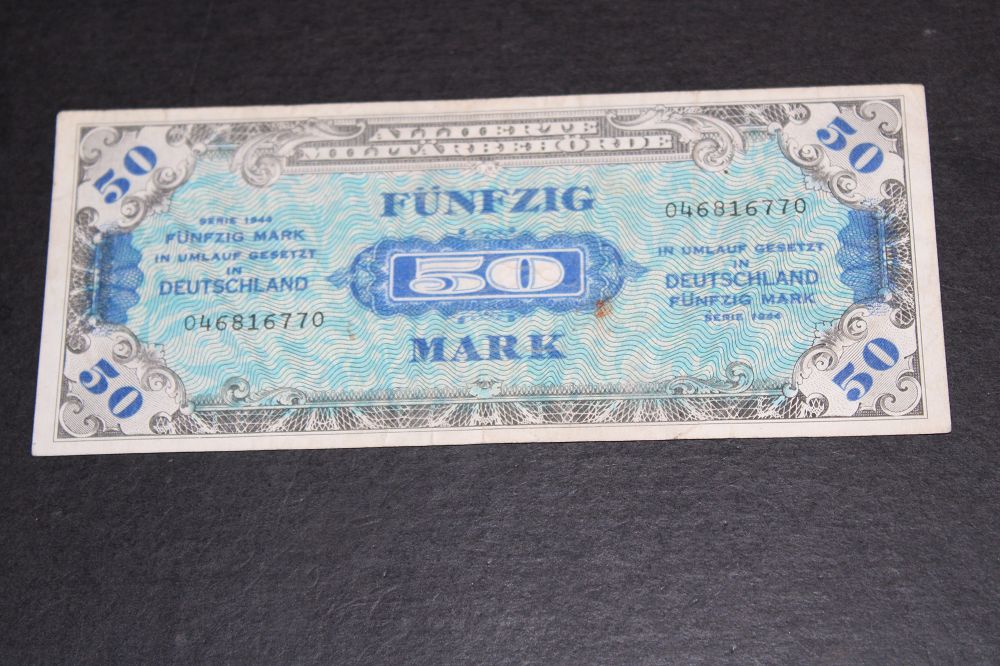 ALLIIERTE
MILITÄRBEHÖRDE
50
50
FÜNFZIG
SERIE 1944
FÜNFZIG MARK
IN UMLAUF GESETZT
IN
DEUTSCHLAND
046816770
50
MARK
046816770
IN UMLAUF GESETZT
IN
DEUTSCHLAND
FÜNFZIG MARK
SERIE 1944
50
50